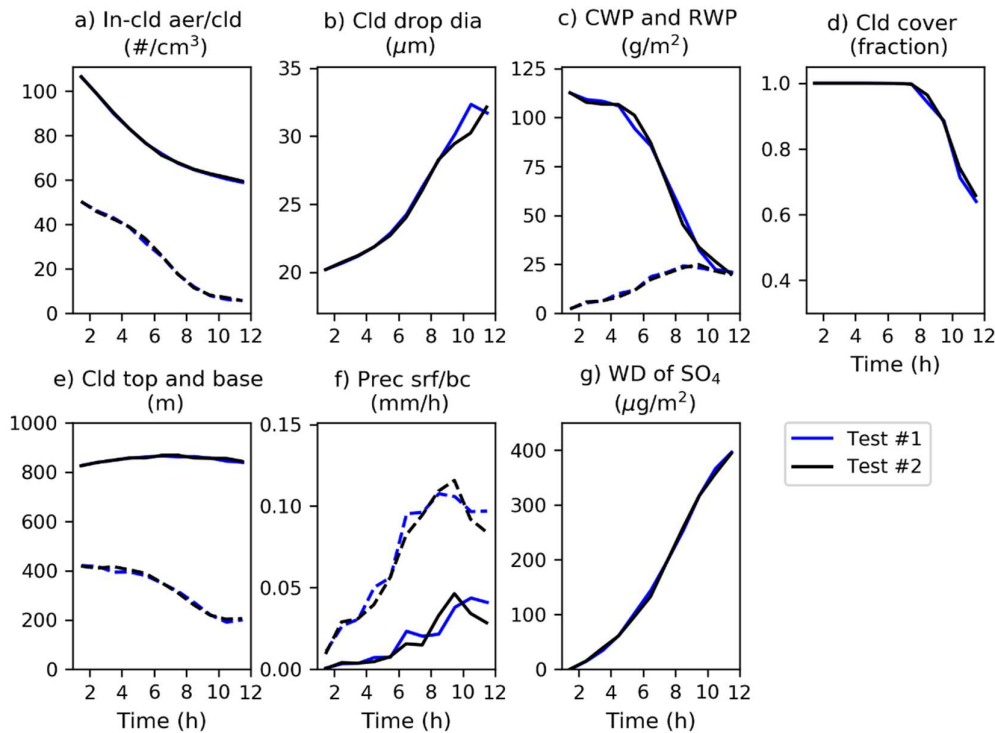 a) In-cld aer/cld
(#/cm³)
100
80
60
40
20
0
2 4 6 8 10 12
b) Cld drop dia
(μm)
35
30
25
20
2 4 6 8 10 12
c) CWP and RWP
(g/m²)
125
100
75
50
25
0
2 4 6 8 10 12
d) Cld cover
(fraction)
1.0
0.8
0.6
0.4
2 4 6 8 10 12
Time (h)
e) Cld top and base
(m)
1000
800
600
400
200
0
2 4 6 8 10 12
Time (h)
f) Prec srf/bc
(mm/h)
0.15
0.10
0.05
0.00
2 4 6 8 10 12
Time (h)
g) WD of SO₄
(μg/m²)
400
300
200
100
0
2 4 6 8 10 12
Time (h)
Test #1
Test #2